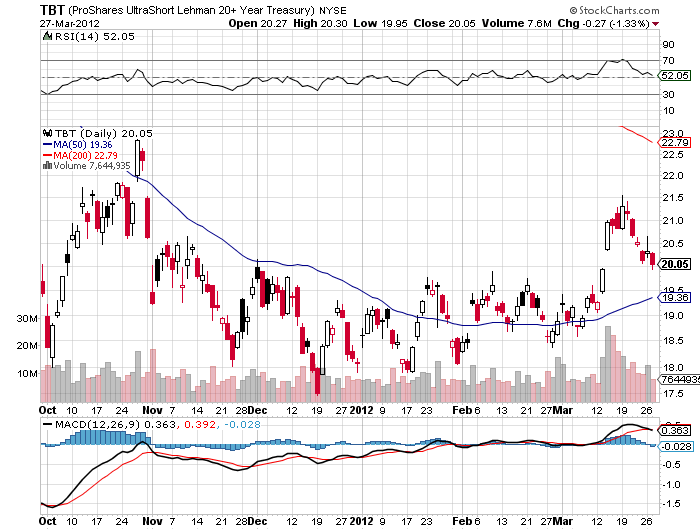 TBT (ProShares UltraShort Lehman 20+ Year Treasury) NYSE © StockCharts.com
27-Mar-2012 Open 20.27 High 20.30 Low 19.95 Close 20.05 Volume 7.6M Chg -0.27 (-1.33%)
RSI(14) 52.05
90
70
52.05
30
10
TBT (Daily) 20.05
MA(50) 19.36
MA(200) 22.79
Volume 7,644,935
23.0
22.79
22.5
22.0
21.5
21.0
20.5
20.05
19.5
19.36
19.0
18.5
18.0
7644935
17.5
30M
20M
10M
Oct 10 17 24 Nov 7 14 21 28 Dec 12 19 27 2012 9 17 23 Feb 6 13 21 27 Mar 12 19 26
MACD(12,26,9) 0.363, 0.392, -0.028
0.363
-0.028
-0.5
-1.0
-1.5
Oct 10 17 24 Nov 7 14 21 28 Dec 12 19 27 2012 9 17 23 Feb 6 13 21 27 Mar 12 19 26